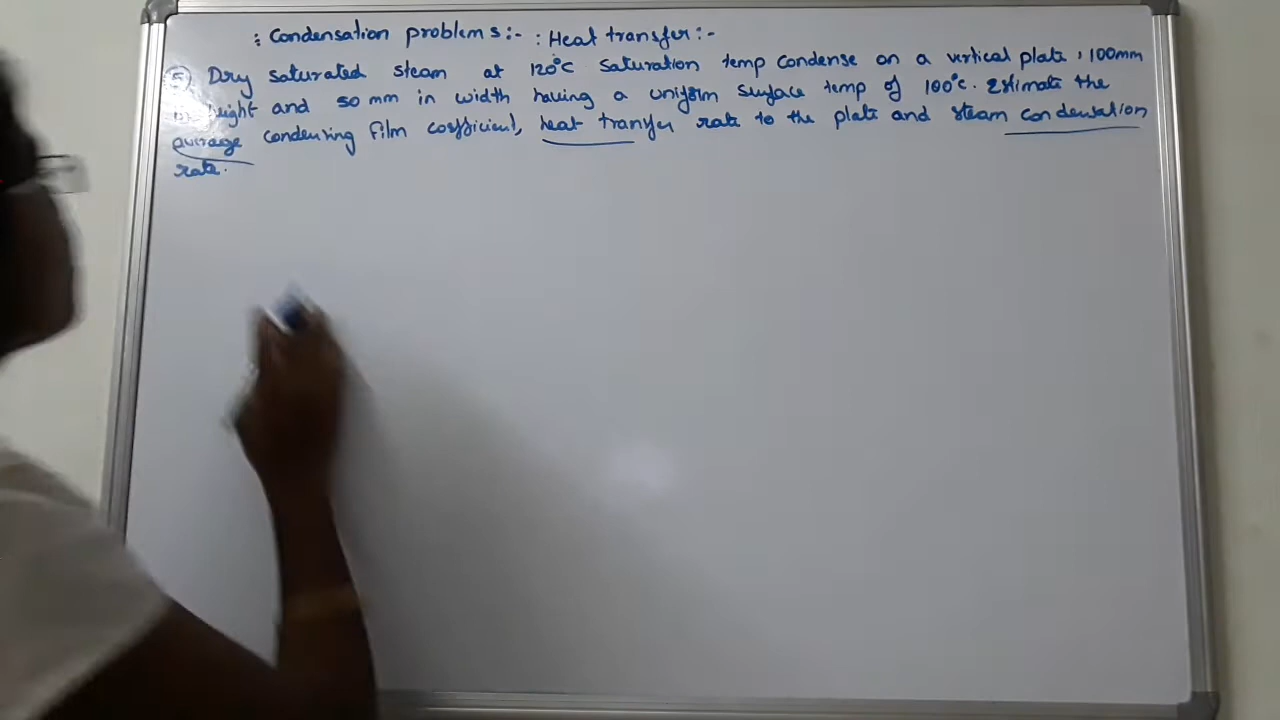 : Condensation problems:- : Heat transfer:-
5 Dry saturated steam at 120°C saturation temp condense on a vertical plate, 100mm
height and 50mm in width having a uniform surface temp of 100°C. Estimate the
average condensing film coefficient, heat transfer rate to the plate and steam condensation
rate.